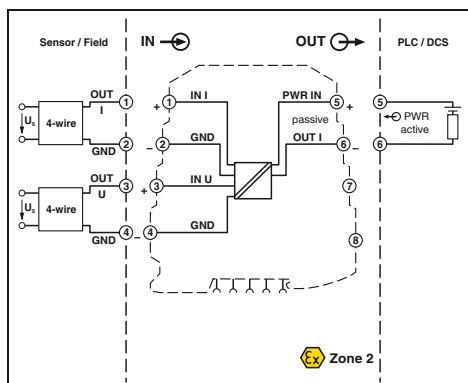 Sensor / Field IN OUT PLC / DCS
OUT 1 + 1 IN I PWR IN 5 + 5
I
Us 4-wire passive PWR
active
GND 2 – 2 GND OUT I 6 – 6
OUT 3 + 3 IN U 7
U
Us 4-wire
GND 4 – 4 GND 8
Ex Zone 2